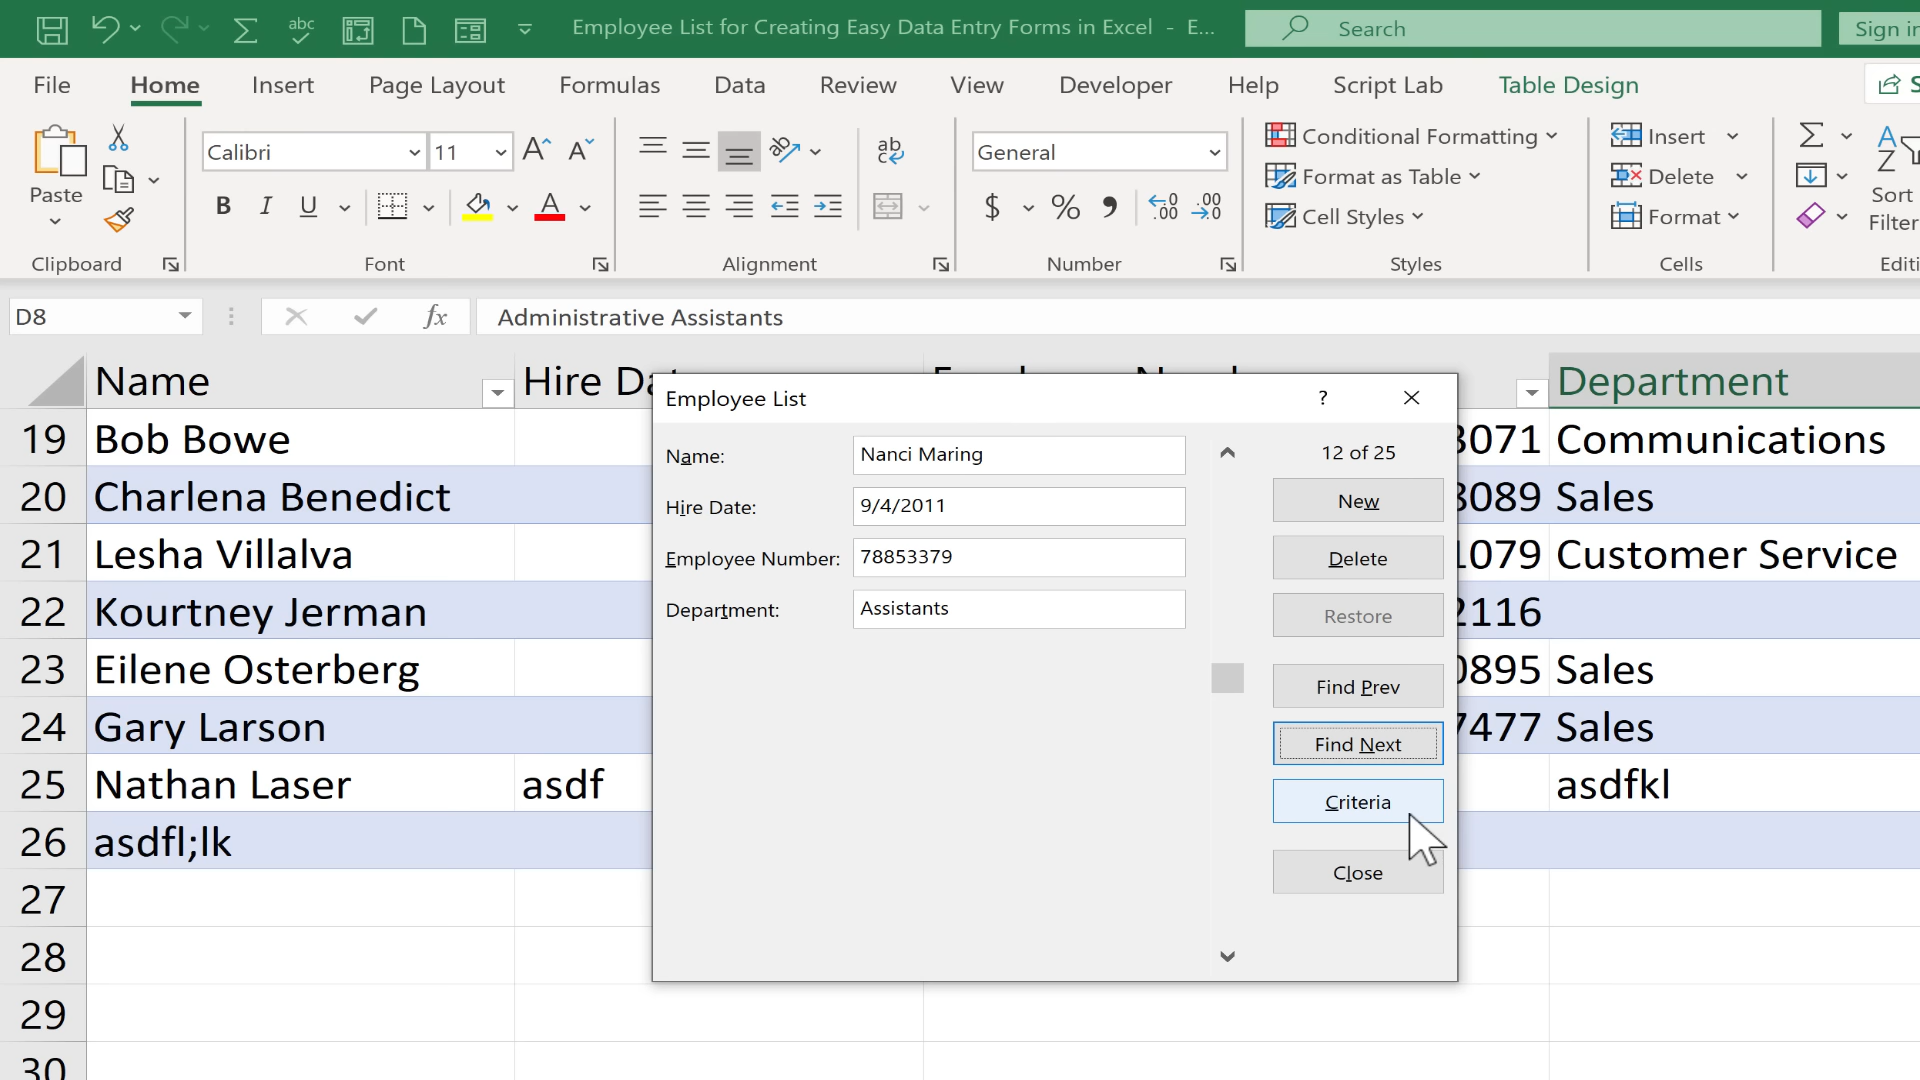 Employee List for Creating Easy Data Entry Forms in Excel - E...
Search
File Home Insert Page Layout Formulas Data Review View Developer Help Script Lab Table Design
Paste
Calibri
11
General
Conditional Formatting
Format as Table
Cell Styles
Insert
Delete
Format
Sort
Filter
Clipboard Font Alignment Number Styles Cells
D8
fx
Administrative Assistants
Name Hire Department
19 Bob Bowe 3071 Communications
20 Charlena Benedict 3089 Sales
21 Lesha Villalva 1079 Customer Service
22 Kourtney Jerman 2116
23 Eilene Osterberg 0895 Sales
24 Gary Larson 7477 Sales
25 Nathan Laser asdf asdfkl
26 asdfl;lk
27
28
29
30
Employee List ?
Name: Nanci Maring
Hire Date: 9/4/2011
Employee Number: 78853379
Department: Assistants
12 of 25
New
Delete
Restore
Find Prev
Find Next
Criteria
Close